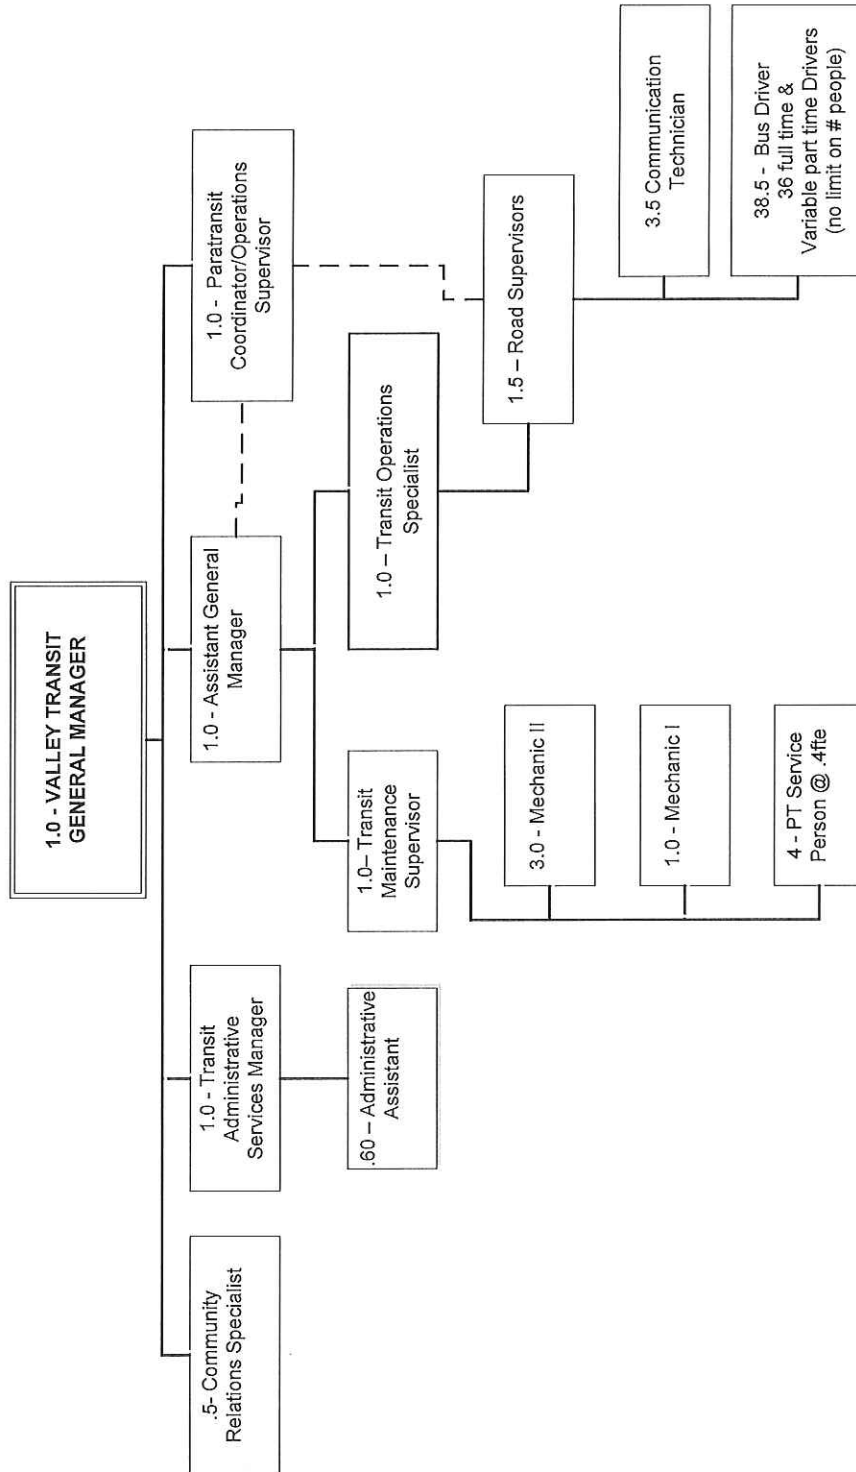 1.0 - VALLEY TRANSIT
GENERAL MANAGER
.5- Community
Relations Specialist
1.0 - Transit
Administrative
Services Manager
1.0 - Assistant General
Manager
1.0 - Paratransit
Coordinator/Operations
Supervisor
.60 – Administrative
Assistant
1.0– Transit
Maintenance
Supervisor
1.0 – Transit Operations
Specialist
3.0 - Mechanic II
1.0 - Mechanic I
4 - PT Service
Person @ .4fte
1.5 – Road Supervisors
3.5 Communication
Technician
38.5 - Bus Driver
36 full time &
Variable part time Drivers
(no limit on # people)